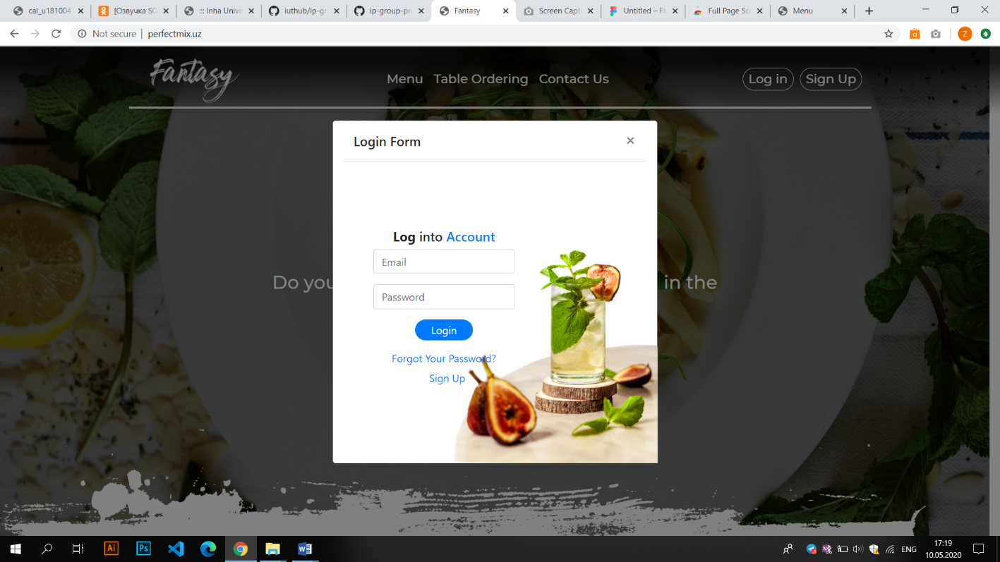 cal_u181004
[Озвучка SO
::: Inha Unive
iuthub/ip-gr
ip-group-pr
Fantasy
Screen Capt
Untitled – Fi
Full Page Scr
Menu
Not secure | perfectmix.uz
Z
Fantasy
Menu
Table Ordering
Contact Us
Log in
Sign Up
Login Form
Do you
in the
Log into Account
Email
Password
Login
Forgot Your Password?
Sign Up
Ai
Ps
ENG
17:19
10.05.2020